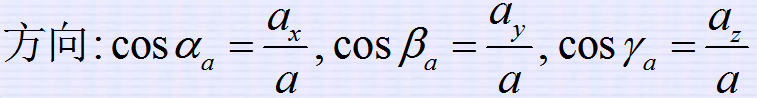 方向: cos α_a = a_x / a , cos β_a = a_y / a , cos γ_a = a_z / a